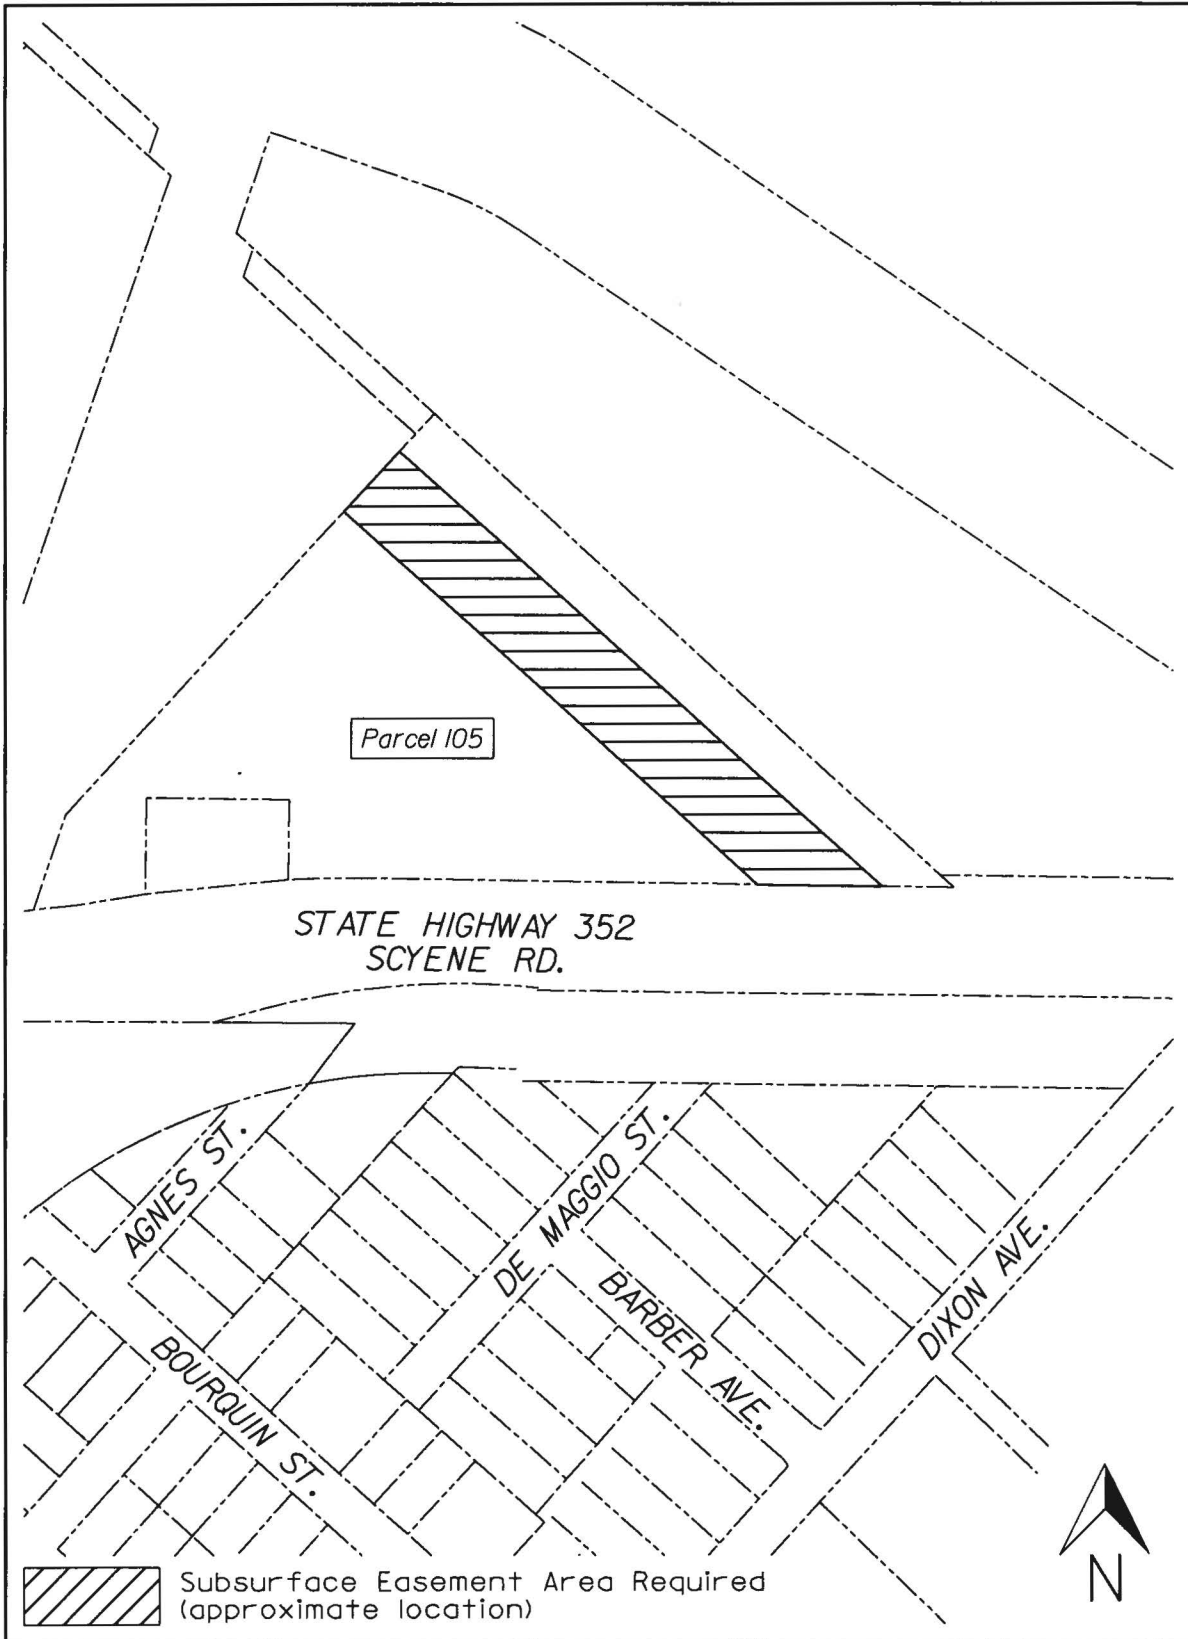 Parcel 105
STATE HIGHWAY 352
SCYENE RD.
AGNES ST.
DE MAGGIO ST.
BARBER AVE.
DIXON AVE.
BOURQUIN ST.
N
Subsurface Easement Area Required
(approximate location)